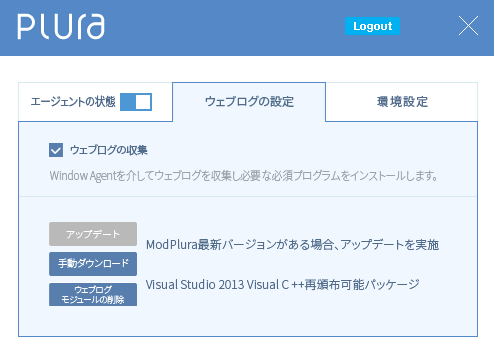 PLURA
Logout
エージェントの状態
ウェブログの設定
環境設定
ウェブログの収集
Window Agentを介してウェブログを収集し必要な必須プログラムをインストールします。
アップデート
ModPlura最新バージョンがある場合、アップデートを実施
手動ダウンロード
Visual Studio 2013 Visual C ++再頒布可能パッケージ
ウェブログ
モジュールの削除